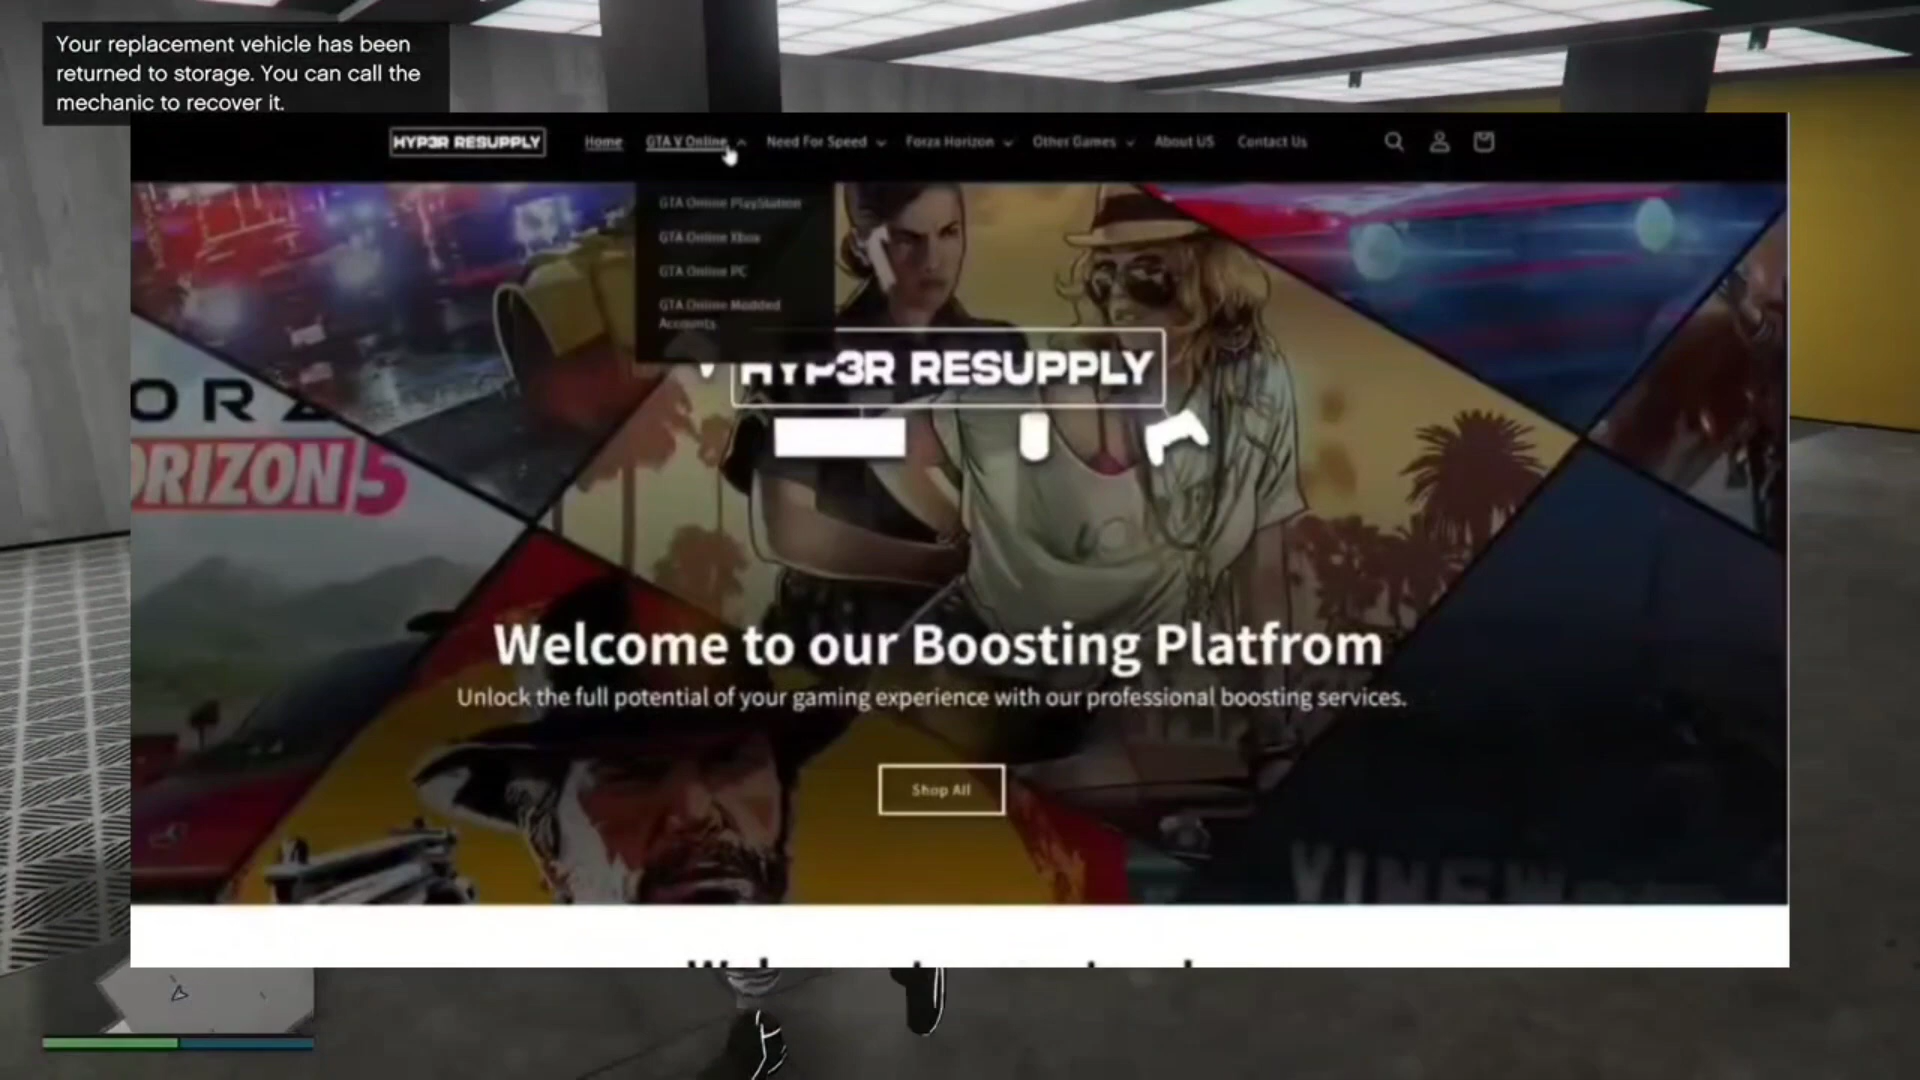 Your replacement vehicle has been
returned to storage. You can call the
mechanic to recover it.
HYP3R RESUPPLY
Home
GTA V Online
Need For Speed
Forza Horizon
Other Games
About US
Contact Us
GTA Online PlayStation
GTA Online Xbox
GTA Online PC
GTA Online Modded
Accounts
HYP3R RESUPPLY
ORIZON 5
Welcome to our Boosting Platfrom
Unlock the full potential of your gaming experience with our professional boosting services.
Shop All